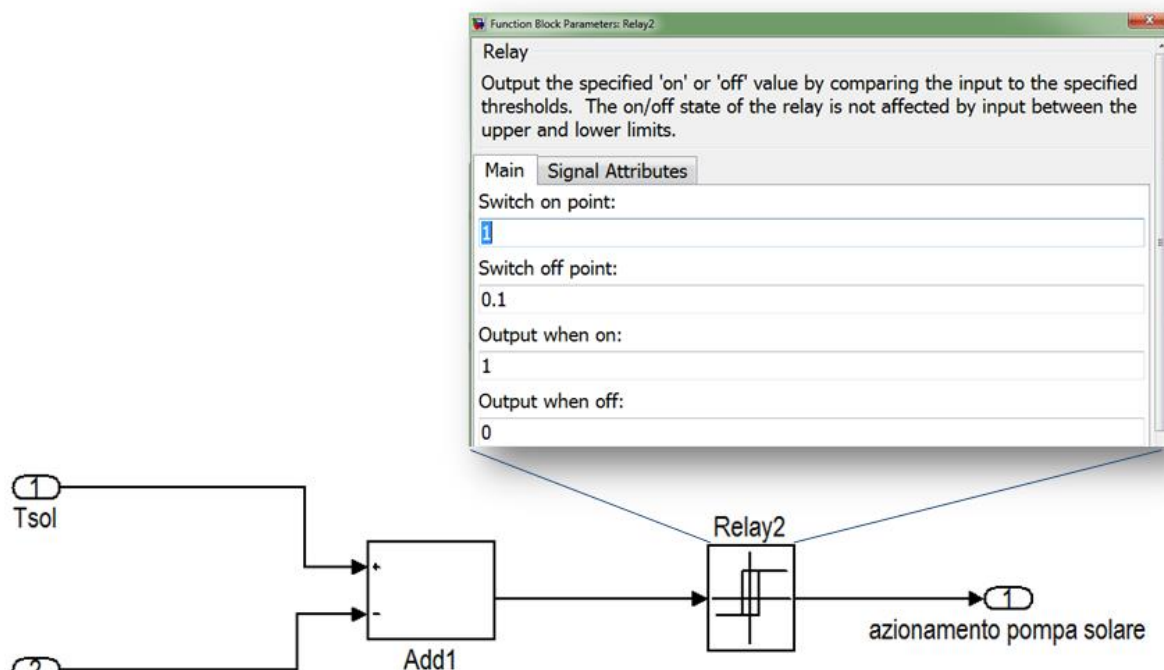 Function Block Parameters: Relay2
Relay
Output the specified 'on' or 'off' value by comparing the input to the specified
thresholds. The on/off state of the relay is not affected by input between the
upper and lower limits.
Main Signal Attributes
Switch on point:
1
Switch off point:
0.1
Output when on:
1
Output when off:
0
1
Tsol
Relay2
+
-
1
azionamento pompa solare
Add1
2